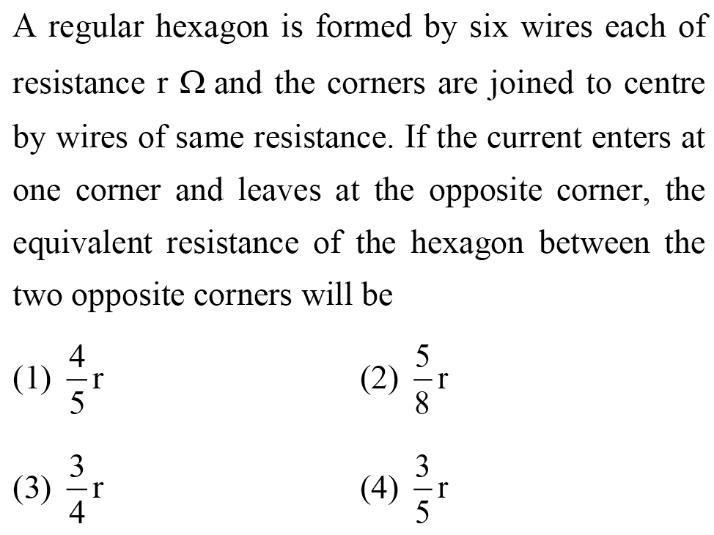 A regular hexagon is formed by six wires each of
resistance r Ω and the corners are joined to centre
by wires of same resistance. If the current enters at
one corner and leaves at the opposite corner, the
equivalent resistance of the hexagon between the
two opposite corners will be
(1) 4/5 r (2) 5/8 r
(3) 3/4 r (4) 3/5 r